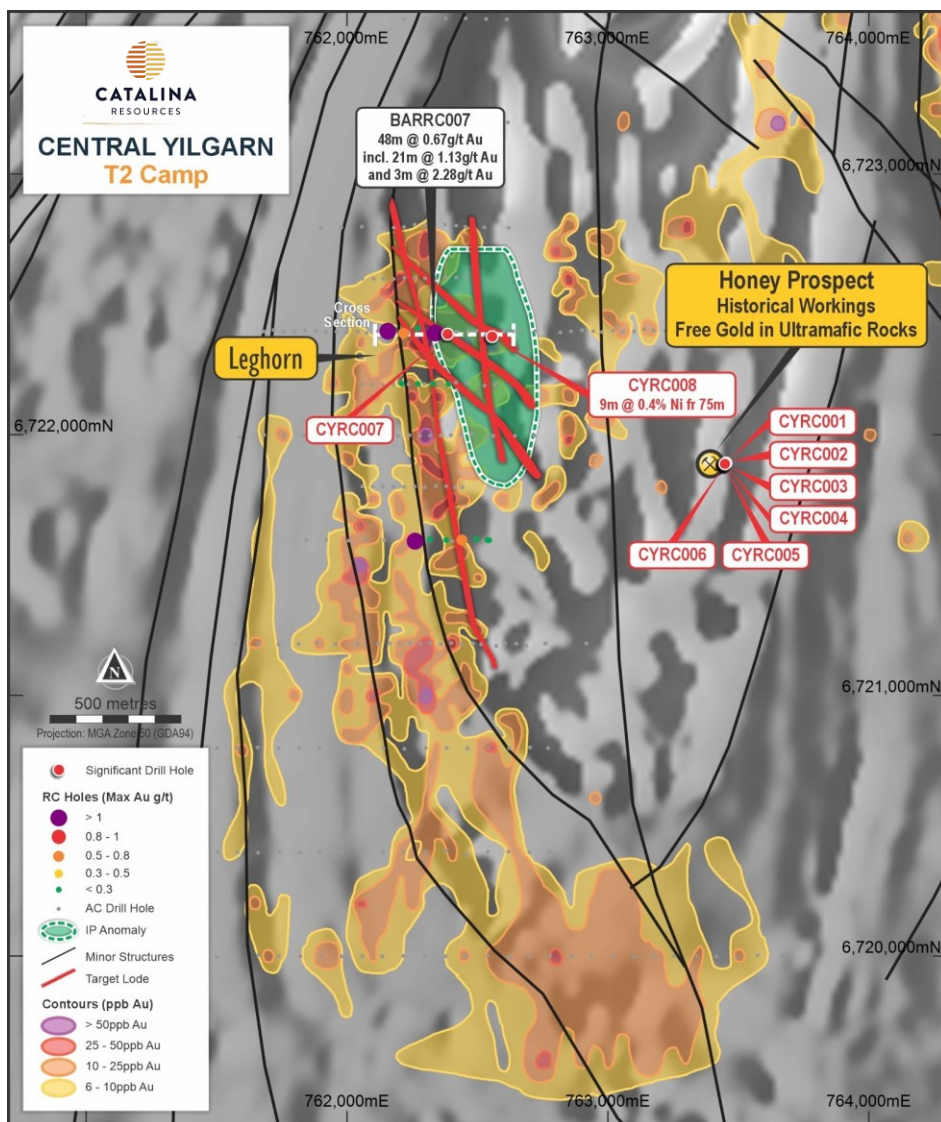 762,000mE
763,000mE
764,000mE
CATALINA
RESOURCES
CENTRAL YILGARN
T2 Camp
BARRC007
48m @ 0.67g/t Au
incl. 21m @ 1.13g/t Au
and 3m @ 2.28g/t Au
6,723,000mN
Honey Prospect
Historical Workings
Free Gold in Ultramafic Rocks
Cross
Section
Leghorn
CYRC008
9m @ 0.4% Ni fr 75m
CYRC007
6,722,000mN
CYRC001
CYRC002
CYRC003
CYRC004
CYRC006
CYRC005
N
500 metres
Projection: MGA Zone 50 (GDA94)
6,721,000mN
Significant Drill Hole
RC Holes (Max Au g/t)
> 1
0.8 - 1
0.5 - 0.8
0.3 - 0.5
< 0.3
AC Drill Hole
IP Anomaly
Minor Structures
Target Lode
Contours (ppb Au)
> 50ppb Au
25 - 50ppb Au
10 - 25ppb Au
6 - 10ppb Au
6,720,000mN
762,000mE
763,000mE
764,000mE